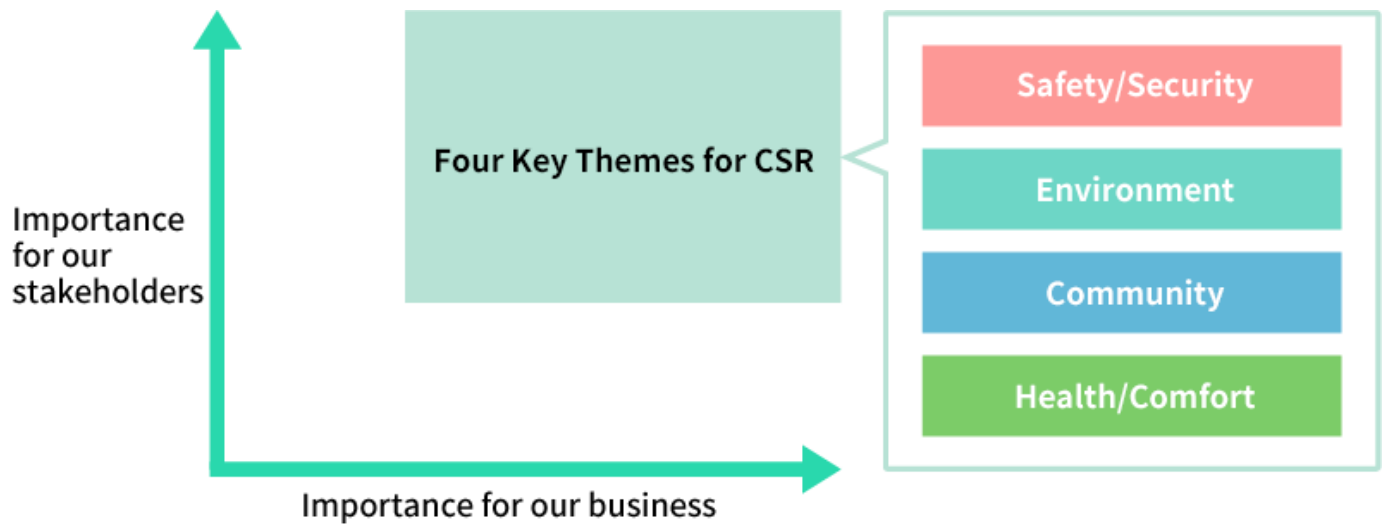 Four Key Themes for CSR
Safety/Security
Environment
Community
Health/Comfort
Importance
for our
stakeholders
Importance for our business